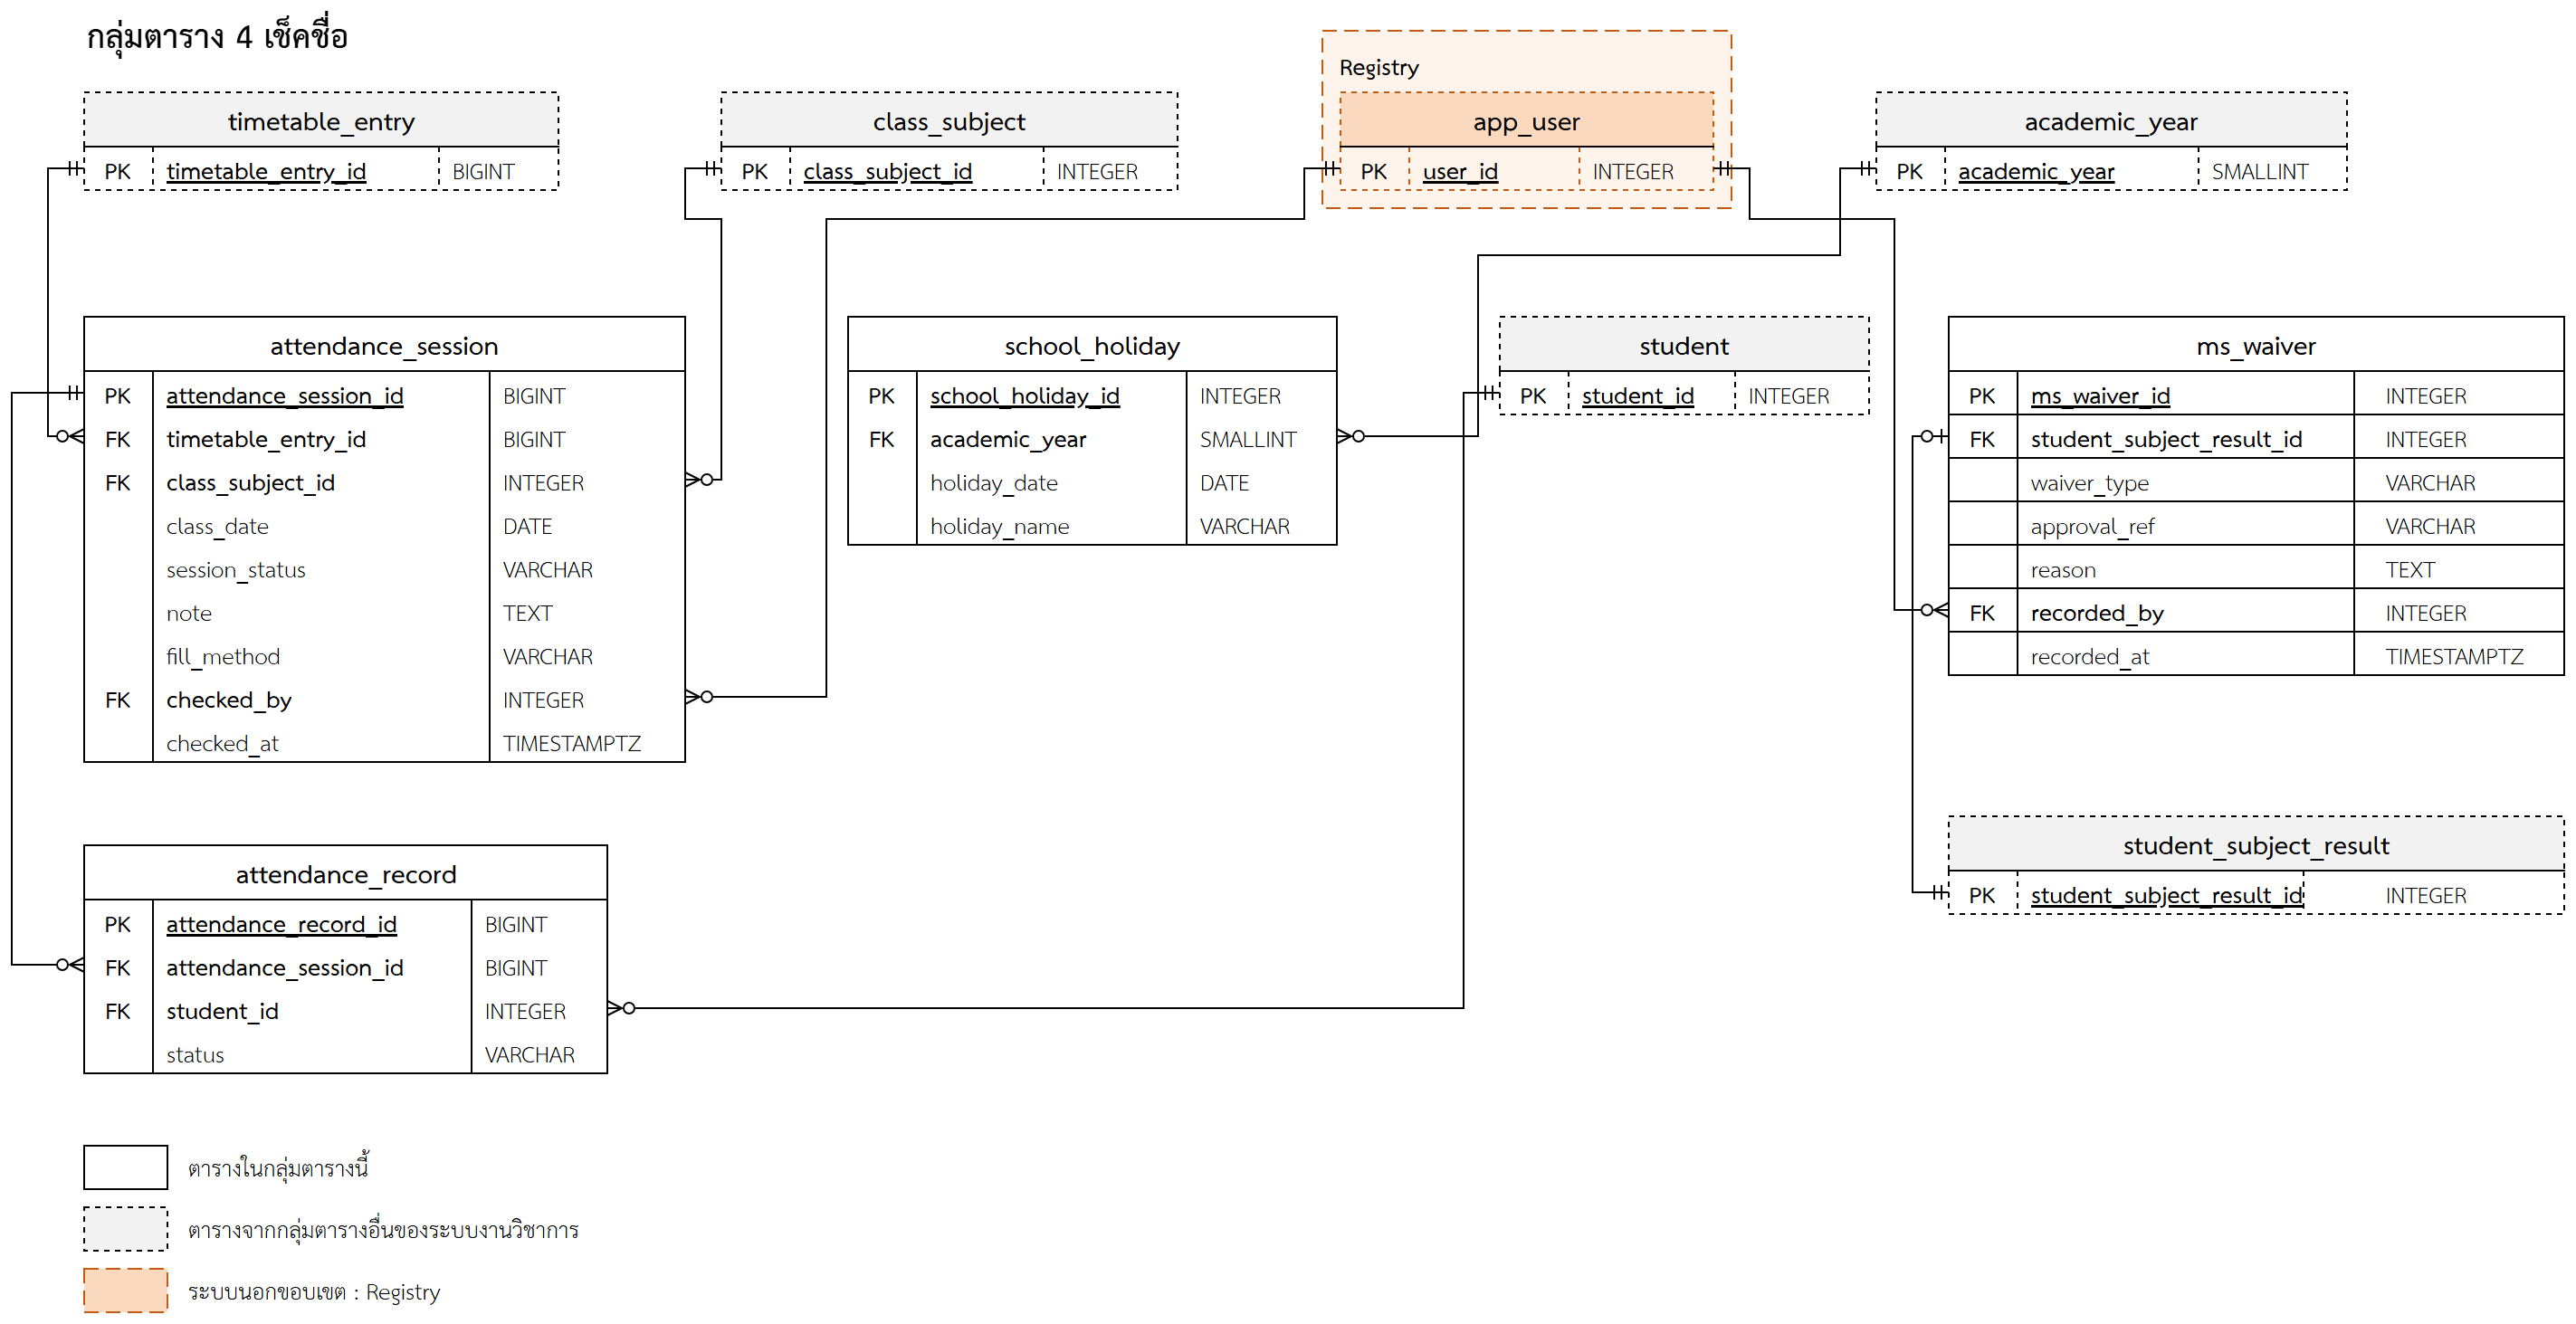 กลุ่มตาราง 4 เช็คชื่อ
Registry
timetable_entry
PK timetable_entry_id BIGINT
class_subject
PK class_subject_id INTEGER
app_user
PK user_id INTEGER
academic_year
PK academic_year SMALLINT
attendance_session
PK attendance_session_id BIGINT
FK timetable_entry_id BIGINT
FK class_subject_id INTEGER
class_date DATE
session_status VARCHAR
note TEXT
fill_method VARCHAR
FK checked_by INTEGER
checked_at TIMESTAMPTZ
school_holiday
PK school_holiday_id INTEGER
FK academic_year SMALLINT
holiday_date DATE
holiday_name VARCHAR
student
PK student_id INTEGER
ms_waiver
PK ms_waiver_id INTEGER
FK student_subject_result_id INTEGER
waiver_type VARCHAR
approval_ref VARCHAR
reason TEXT
FK recorded_by INTEGER
recorded_at TIMESTAMPTZ
student_subject_result
PK student_subject_result_id INTEGER
attendance_record
PK attendance_record_id BIGINT
FK attendance_session_id BIGINT
FK student_id INTEGER
status VARCHAR
ตารางในกลุ่มตารางนี้
ตารางจากกลุ่มตารางอื่นของระบบงานวิชาการ
ระบบนอกขอบเขต : Registry